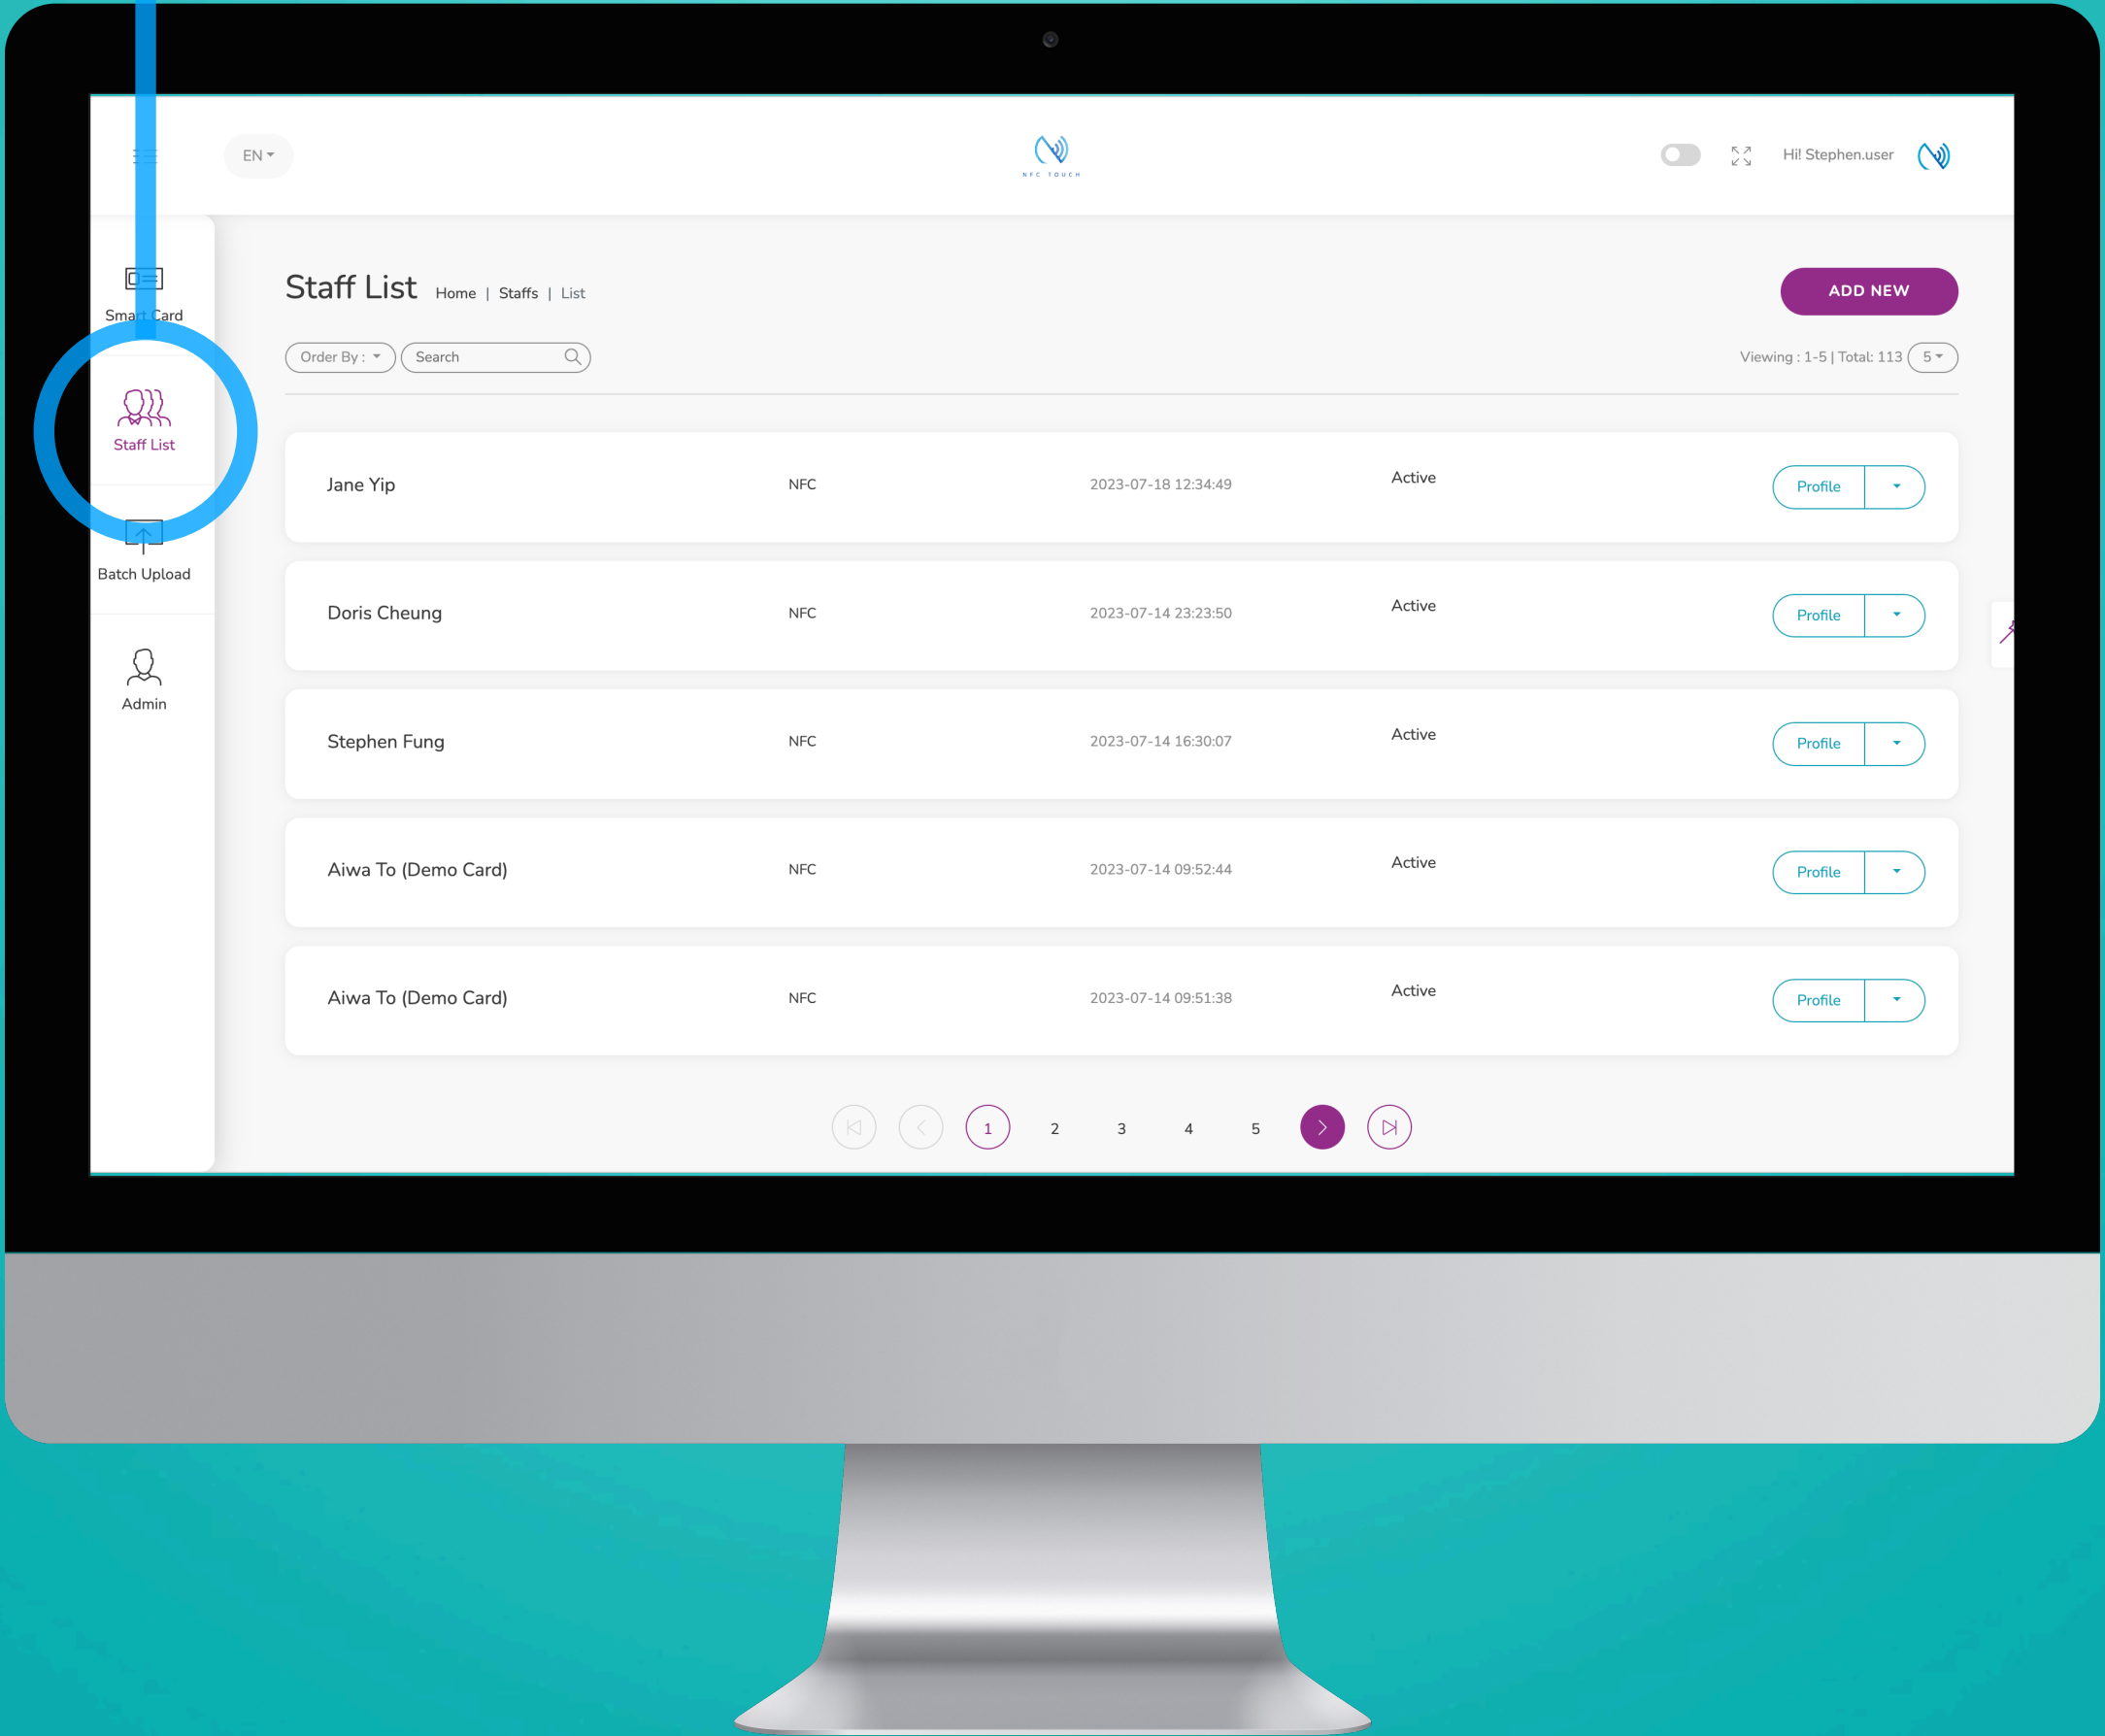 EN
NFC TOUCH
Hi! Stephen.user
Smart Card
Staff List
Batch Upload
Admin
Staff List Home | Staffs | List
ADD NEW
Order By : Search
Viewing : 1-5 | Total: 113 5
Jane Yip NFC 2023-07-18 12:34:49 Active Profile
Doris Cheung NFC 2023-07-14 23:23:50 Active Profile
Stephen Fung NFC 2023-07-14 16:30:07 Active Profile
Aiwa To (Demo Card) NFC 2023-07-14 09:52:44 Active Profile
Aiwa To (Demo Card) NFC 2023-07-14 09:51:38 Active Profile
1 2 3 4 5